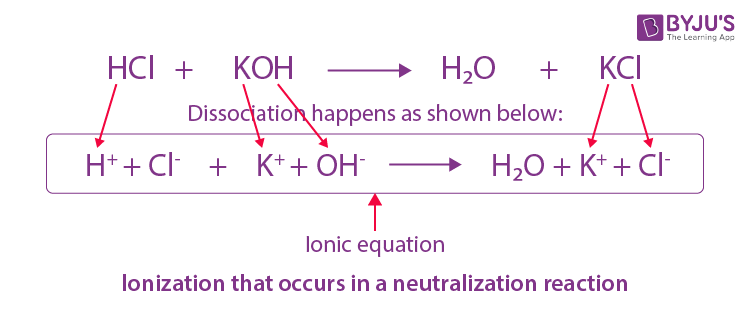 BYJU'S
The Learning App
HCl + KOH ⟶ H₂O + KCl
Dissociation happens as shown below:
H⁺ + Cl⁻ + K⁺ + OH⁻ ⟶ H₂O + K⁺ + Cl⁻
Ionic equation
Ionization that occurs in a neutralization reaction